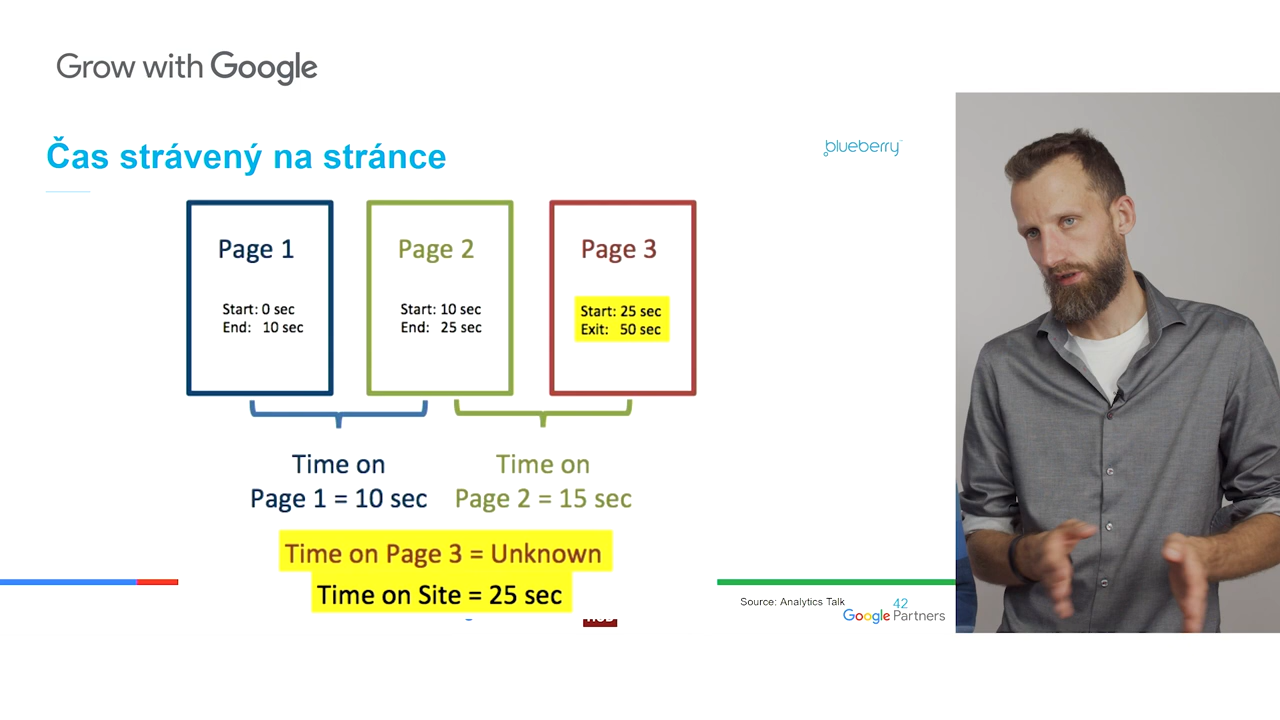 Grow with Google
Čas strávený na stránce
blueberry
Page 1
Start: 0 sec
End: 10 sec
Page 2
Start: 10 sec
End: 25 sec
Page 3
Start: 25 sec
Exit: 50 sec
Time on
Page 1 = 10 sec
Time on
Page 2 = 15 sec
Time on Page 3 = Unknown
Time on Site = 25 sec
Source: Analytics Talk
42
Google Partners